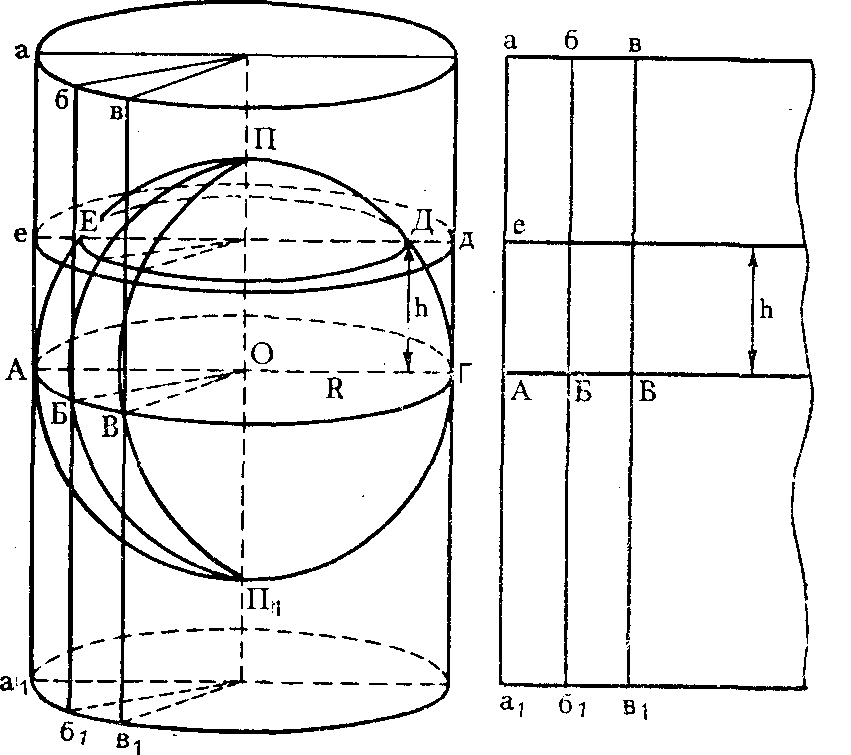 а
б
в
П
Е
Д
е
д
h
А
О
Г
R
Б
В
П₁
а₁
б₁
в₁
а
б
в
е
h
А
Б
В
а₁
б₁
в₁